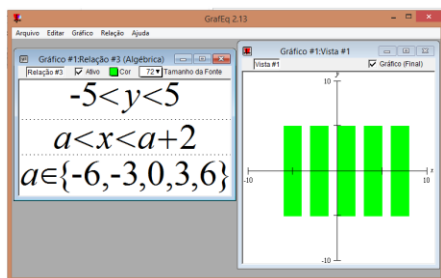 GrafEq 2.13
Arquivo Editar Gráfico Relação Ajuda
Gráfico #1:Relação #3 (Algébrica)
Relação #3 Ativo Cor 72 Tamanho da Fonte
-5<y<5
a<x<a+2
a∈{-6,-3,0,3,6}
Gráfico #1:Vista #1
Vista #1 Gráfico (Final)
y
10
-10 10 x
-10